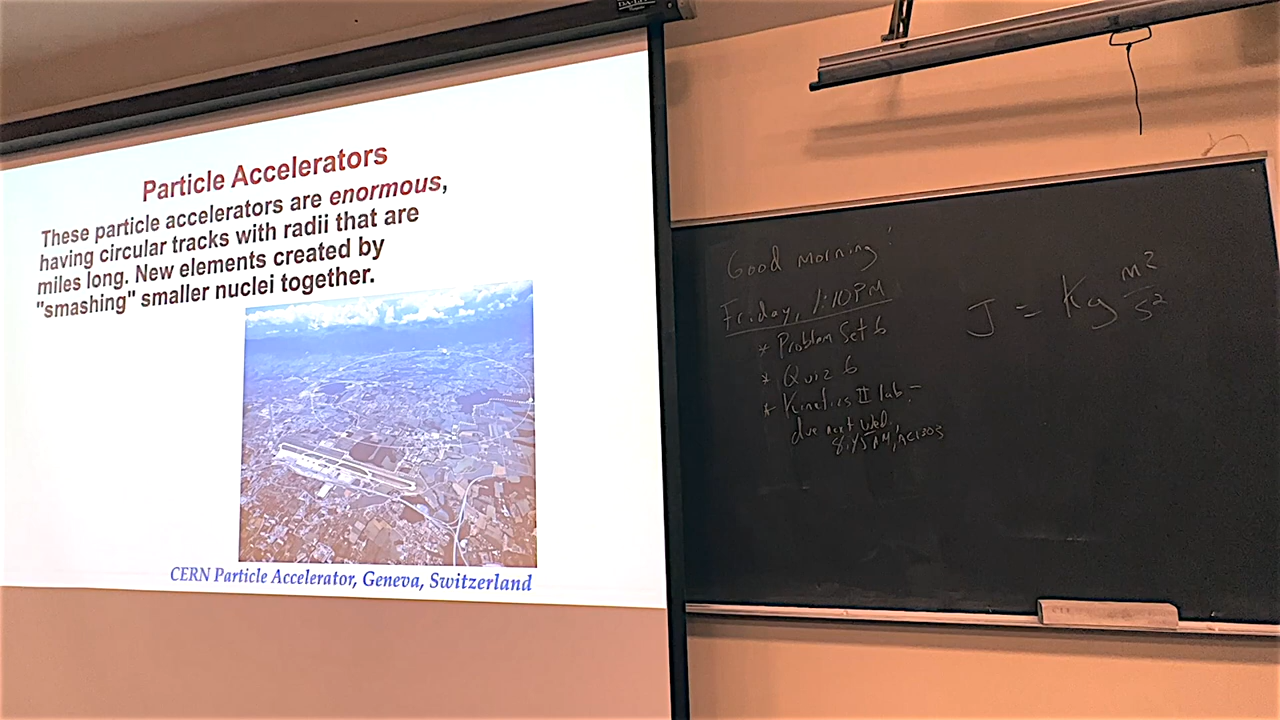 Particle Accelerators
These particle accelerators are enormous,
having circular tracks with radii that are
miles long. New elements created by
"smashing" smaller nuclei together.
CERN Particle Accelerator, Geneva, Switzerland
Good morning!
Friday, 1:10PM
* Problem Set 6
* Quiz 6
* Kinetics II lab -
due next Wed.
8:45AM, AC1303
J = Kg m²/s²